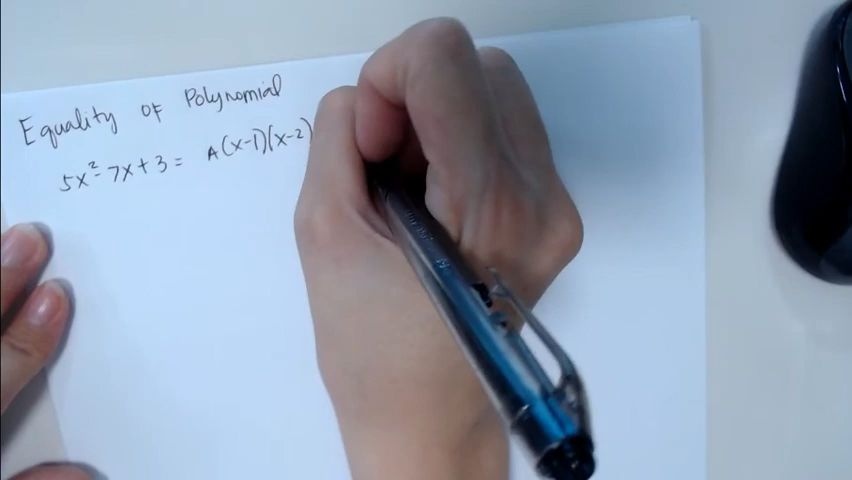 Equality of Polynomial
5x²-7x+3 = A(x-1)(x-2)